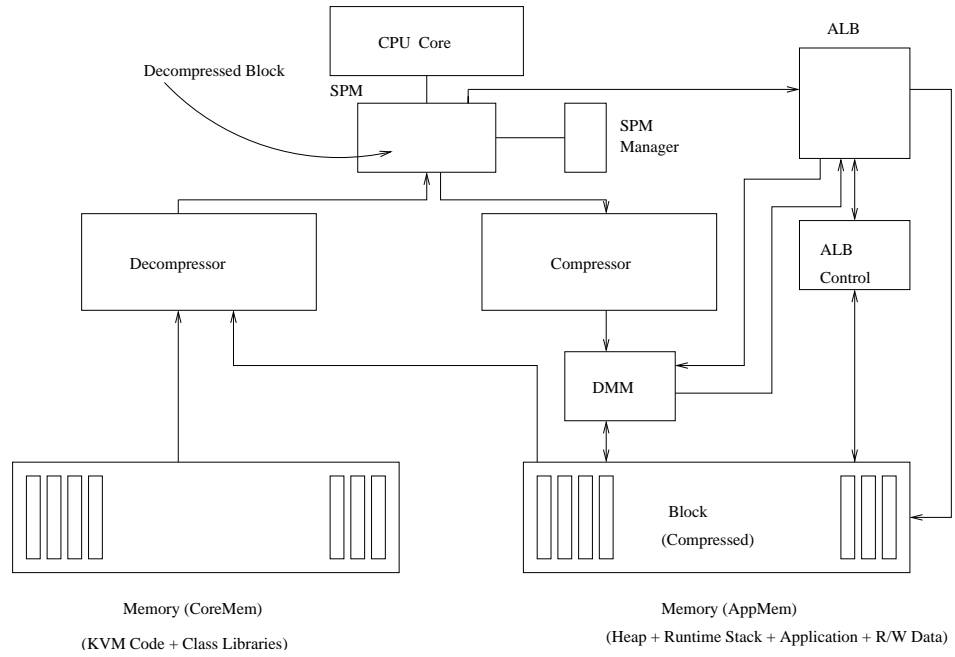 CPU Core
ALB
Decompressed Block
SPM
SPM
Manager
Decompressor
Compressor
ALB
Control
DMM
Block
(Compressed)
Memory (CoreMem)
(KVM Code + Class Libraries)
Memory (AppMem)
(Heap + Runtime Stack + Application + R/W Data)